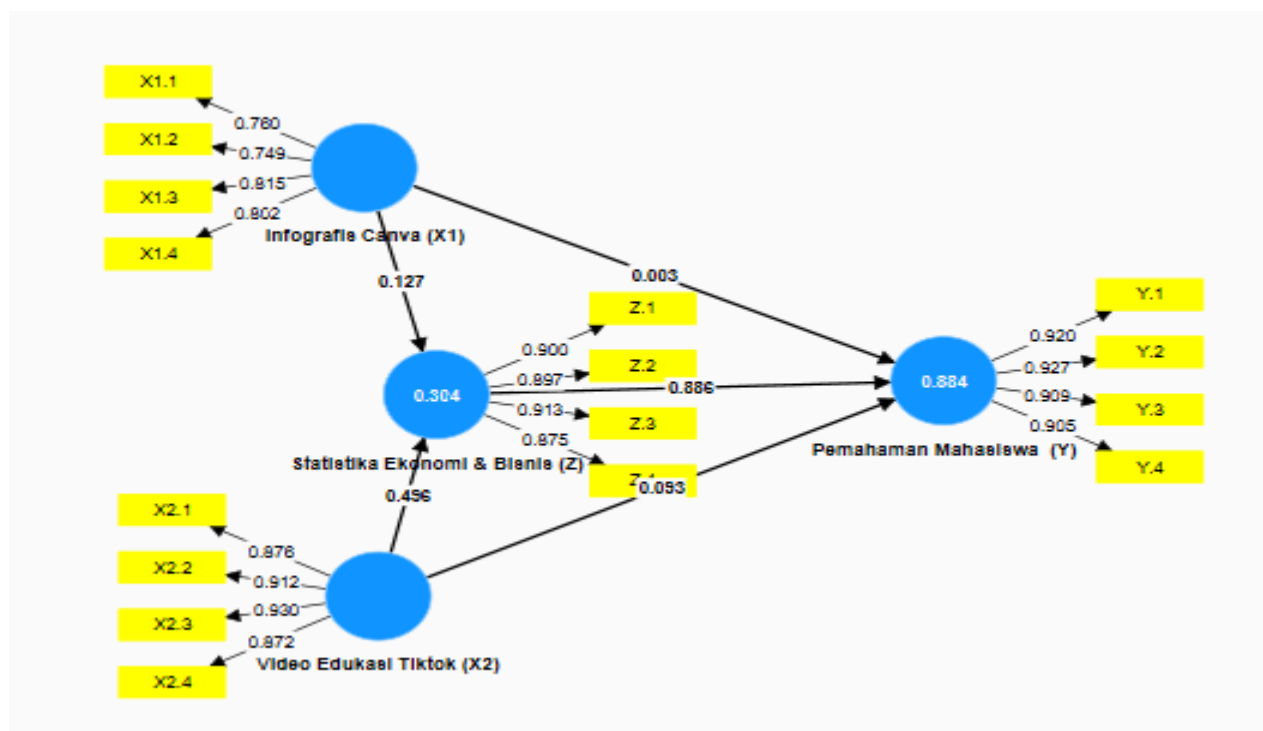 X1.1
0.760
X1.2
0.749
X1.3
0.815
0.802
X1.4
Infografis Canva (X1)
0.127
0.003
Z.1
0.900
Z.2
0.897
0.304
0.886
0.913
Z.3
0.875
Statistika Ekonomi & Bisnis (Z)
0.093
0.496
Y.1
0.920
Y.2
0.927
0.884
0.909
Y.3
0.905
Pemahaman Mahasiswa (Y)
Y.4
X2.1
0.876
X2.2
0.912
0.930
X2.3
0.872
Video Edukasi Tiktok (X2)
X2.4